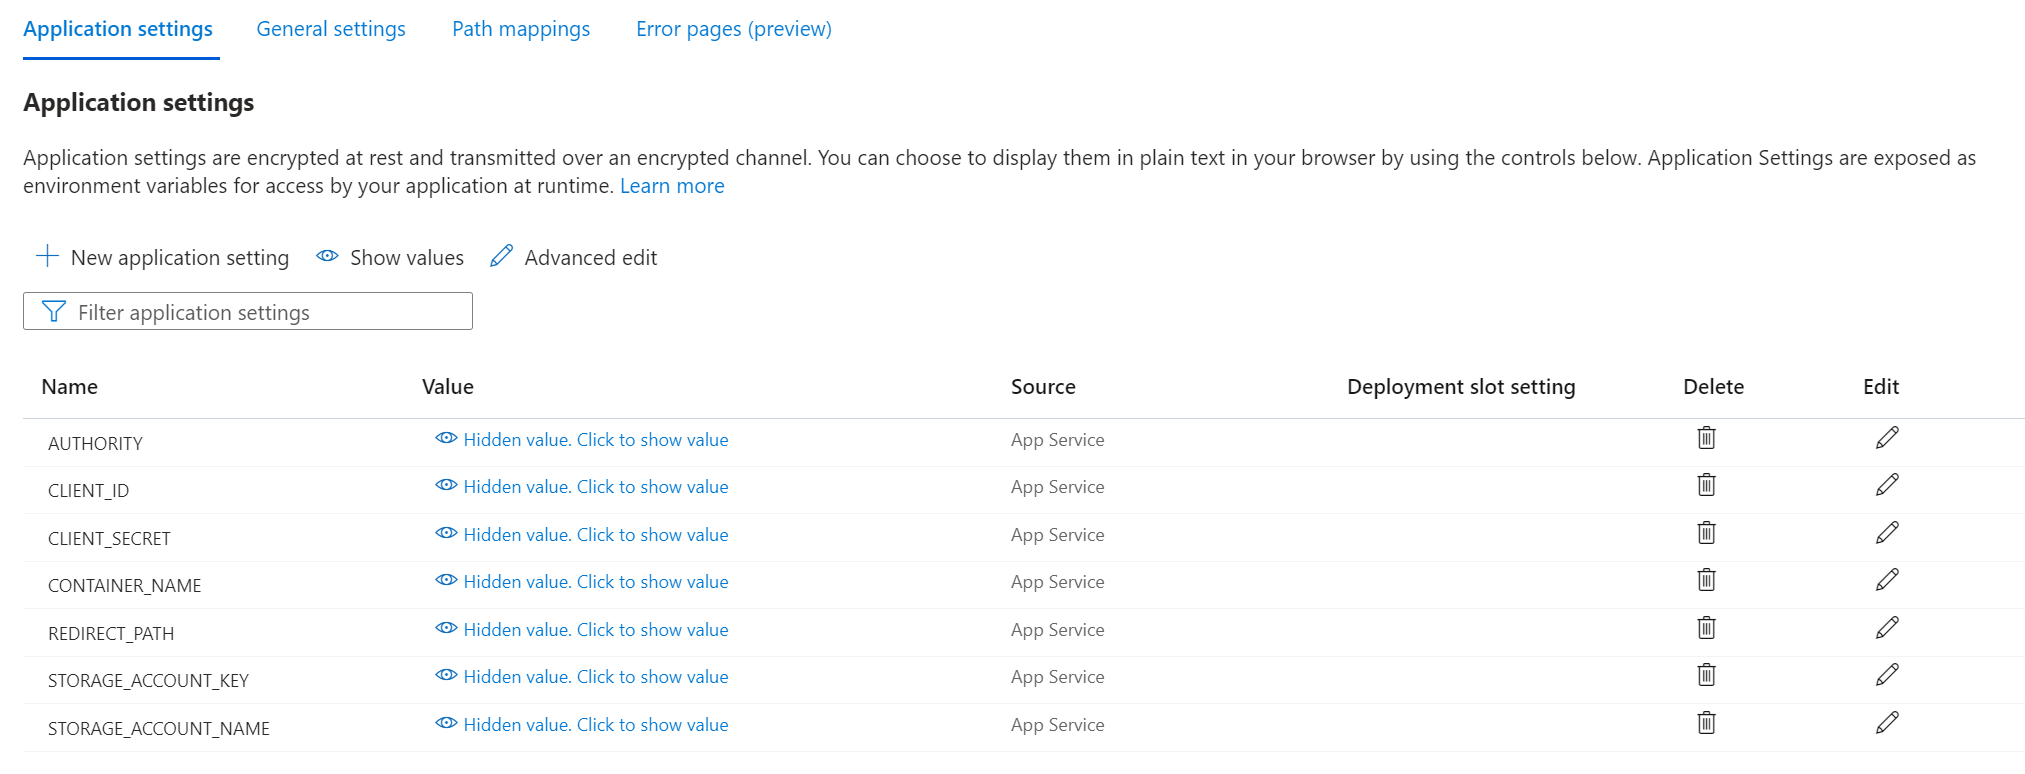 Application settings General settings Path mappings Error pages (preview)
Application settings
Application settings are encrypted at rest and transmitted over an encrypted channel. You can choose to display them in plain text in your browser by using the controls below. Application Settings are exposed as
environment variables for access by your application at runtime. Learn more
New application setting Show values Advanced edit
Filter application settings
Name Value Source Deployment slot setting Delete Edit
AUTHORITY Hidden value. Click to show value App Service
CLIENT_ID Hidden value. Click to show value App Service
CLIENT_SECRET Hidden value. Click to show value App Service
CONTAINER_NAME Hidden value. Click to show value App Service
REDIRECT_PATH Hidden value. Click to show value App Service
STORAGE_ACCOUNT_KEY Hidden value. Click to show value App Service
STORAGE_ACCOUNT_NAME Hidden value. Click to show value App Service